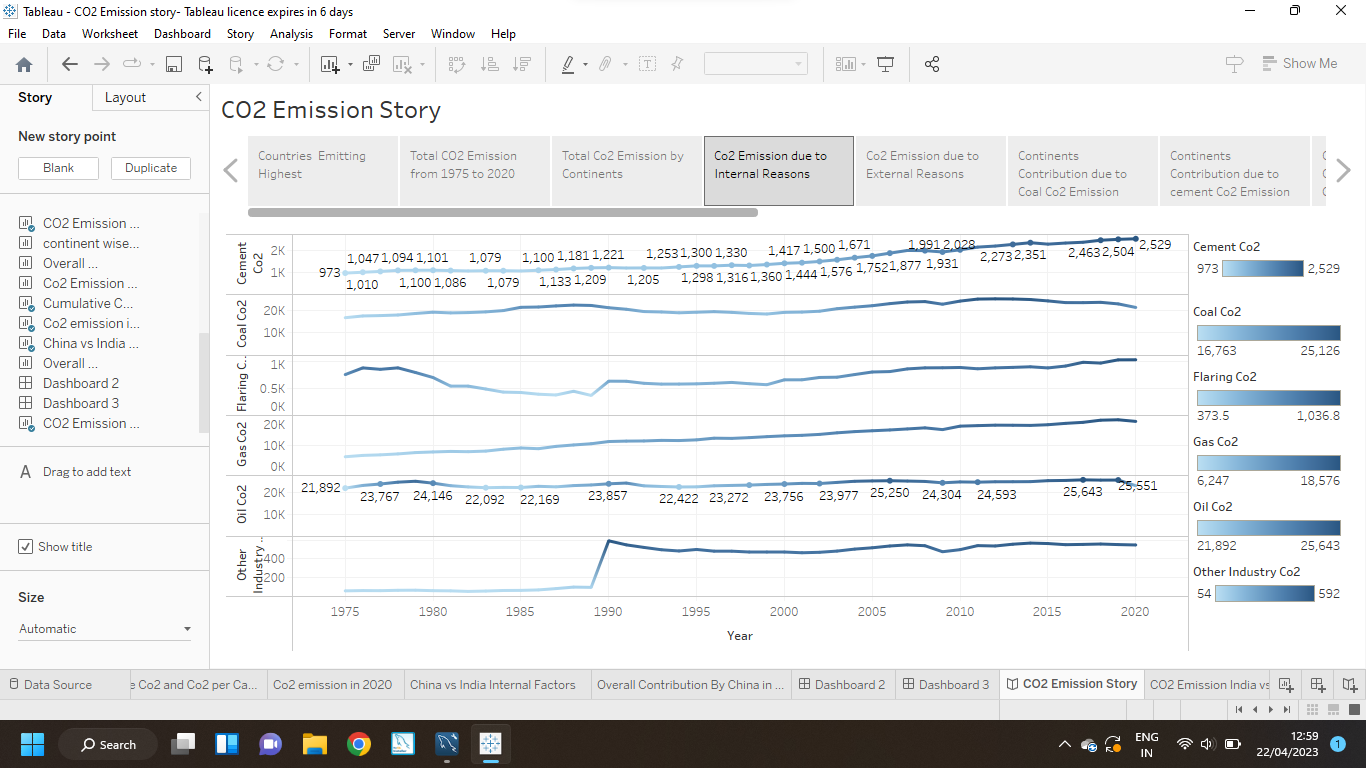 Tableau - CO2 Emission story- Tableau licence expires in 6 days
File Data Worksheet Dashboard Story Analysis Format Server Window Help
Show Me
Story Layout
New story point
Blank Duplicate
CO2 Emission ...
continent wise...
Overall ...
Co2 Emission ...
Cumulative C...
Co2 emission i...
China vs India ...
Overall ...
Dashboard 2
Dashboard 3
CO2 Emission ...
A Drag to add text
Show title
Size
Automatic
CO2 Emission Story
Countries Emitting
Highest
Total CO2 Emission
from 1975 to 2020
Total Co2 Emission by
Continents
Co2 Emission due to
Internal Reasons
Co2 Emission due to
External Reasons
Continents
Contribution due to
Coal Co2 Emission
Continents
Contribution due to
cement Co2 Emission
Cement
Co2
2K
1K
973 1,047 1,094 1,101 1,079 1,100 1,181 1,221 1,253 1,300 1,330 1,417 1,500 1,671 1,991 2,028 2,529
1,010 1,100 1,086 1,079 1,133 1,209 1,205 1,298 1,316 1,360 1,444 1,576 1,752 1,877 1,931 2,273 2,351 2,463 2,504
Coal Co2
20K
10K
Flaring C..
1K
0.5K
0K
Gas Co2
20K
10K
0K
Oil Co2
20K
10K
21,892 23,767 24,146 22,092 22,169 23,857 22,422 23,272 23,756 23,977 25,250 24,304 24,593 25,643 25,551
Other
Industry ..
400
200
1975 1980 1985 1990 1995 2000 2005 2010 2015 2020
Year
Cement Co2
973 2,529
Coal Co2
16,763 25,126
Flaring Co2
373.5 1,036.8
Gas Co2
6,247 18,576
Oil Co2
21,892 25,643
Other Industry Co2
54 592
Data Source e Co2 and Co2 per Ca... Co2 emission in 2020 China vs India Internal Factors Overall Contribution By China in ... Dashboard 2 Dashboard 3 CO2 Emission Story CO2 Emission India vs
Search
ENG
IN
12:59
22/04/2023
1